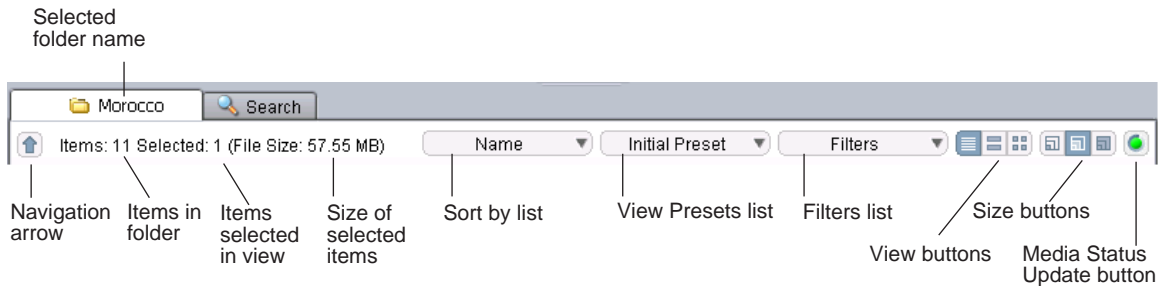 Selected
folder name
Morocco
Search
Items: 11 Selected: 1 (File Size: 57.55 MB)
Name
Initial Preset
Filters
Navigation
arrow
Items in
folder
Items
selected
in view
Size of
selected
items
Sort by list
View Presets list
Filters list
View buttons
Size buttons
Media Status
Update button